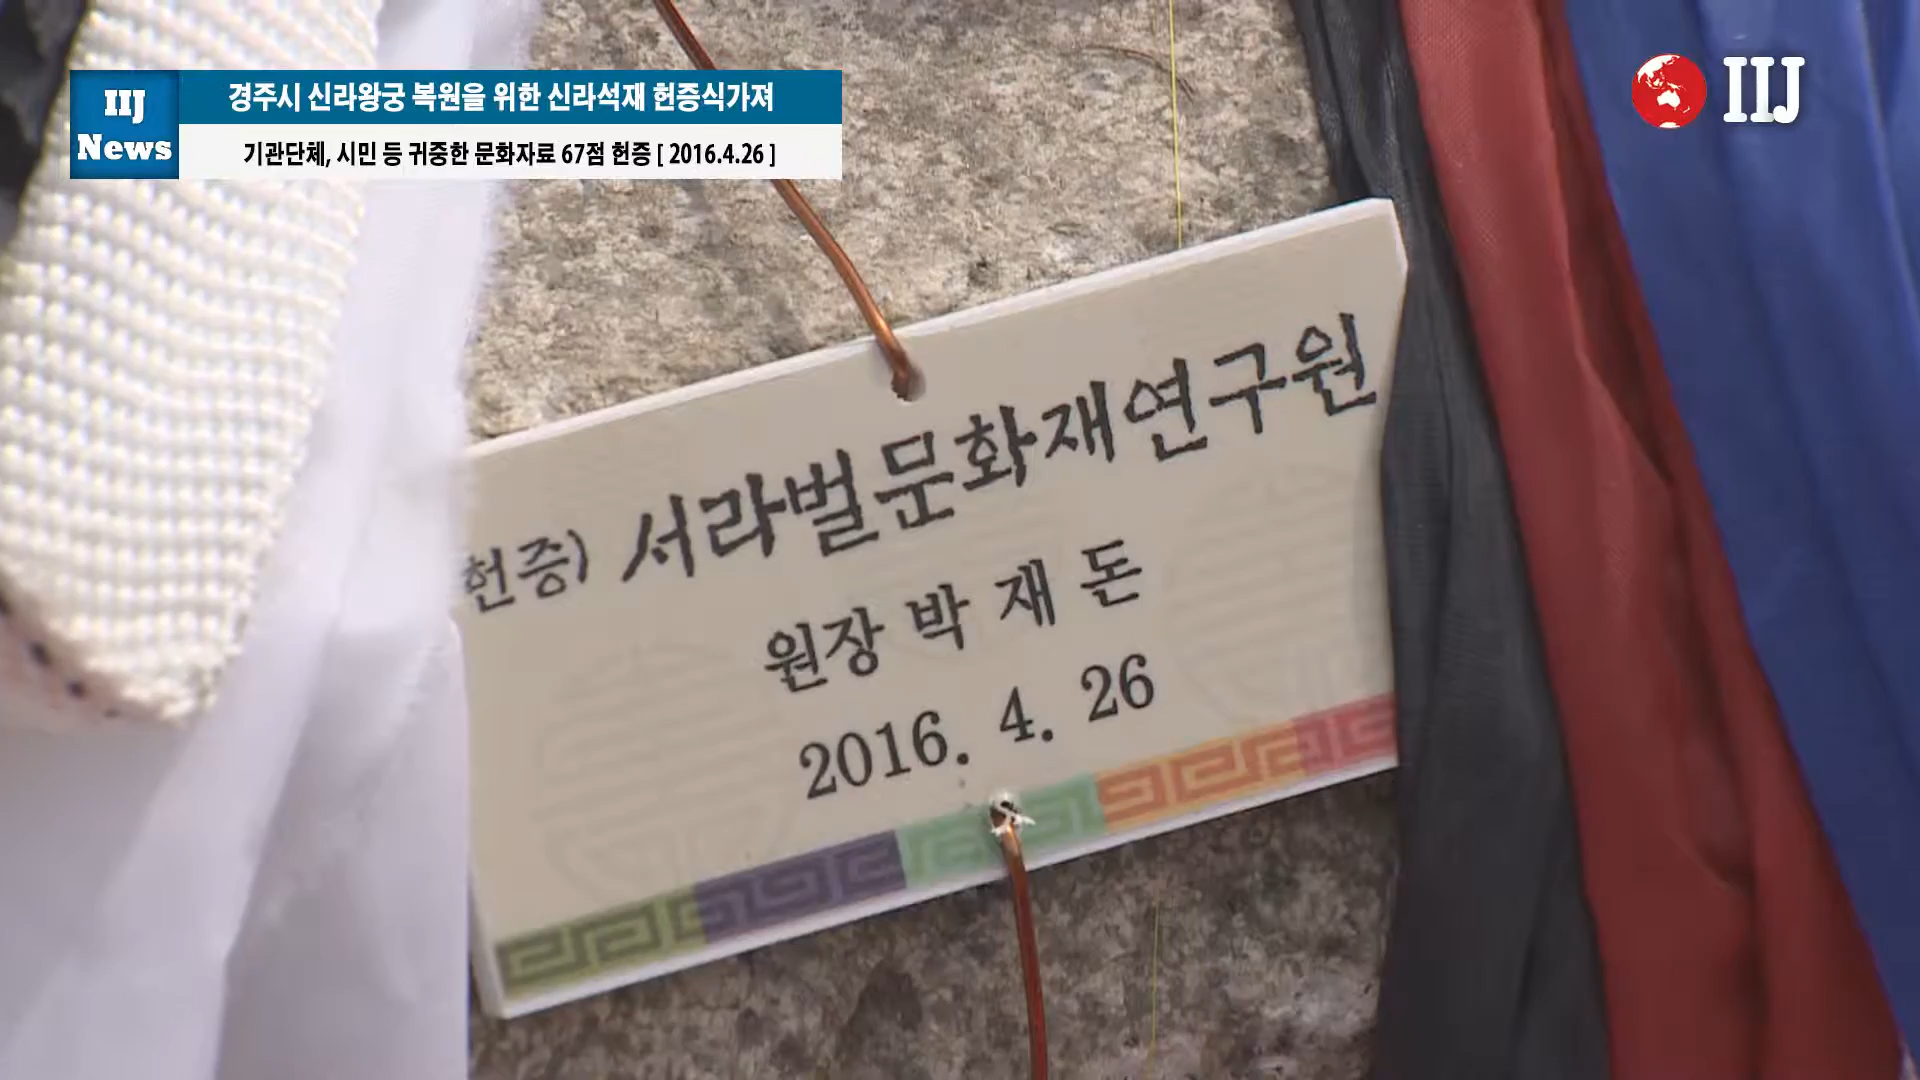 IIJ
News
경주시 신라왕궁 복원을 위한 신라석재 헌증식가져
기관단체, 시민 등 귀중한 문화자료 67점 헌증 [ 2016.4.26 ]
IIJ
헌증) 서라벌문화재연구원
원장 박 재 돈
2016. 4. 26